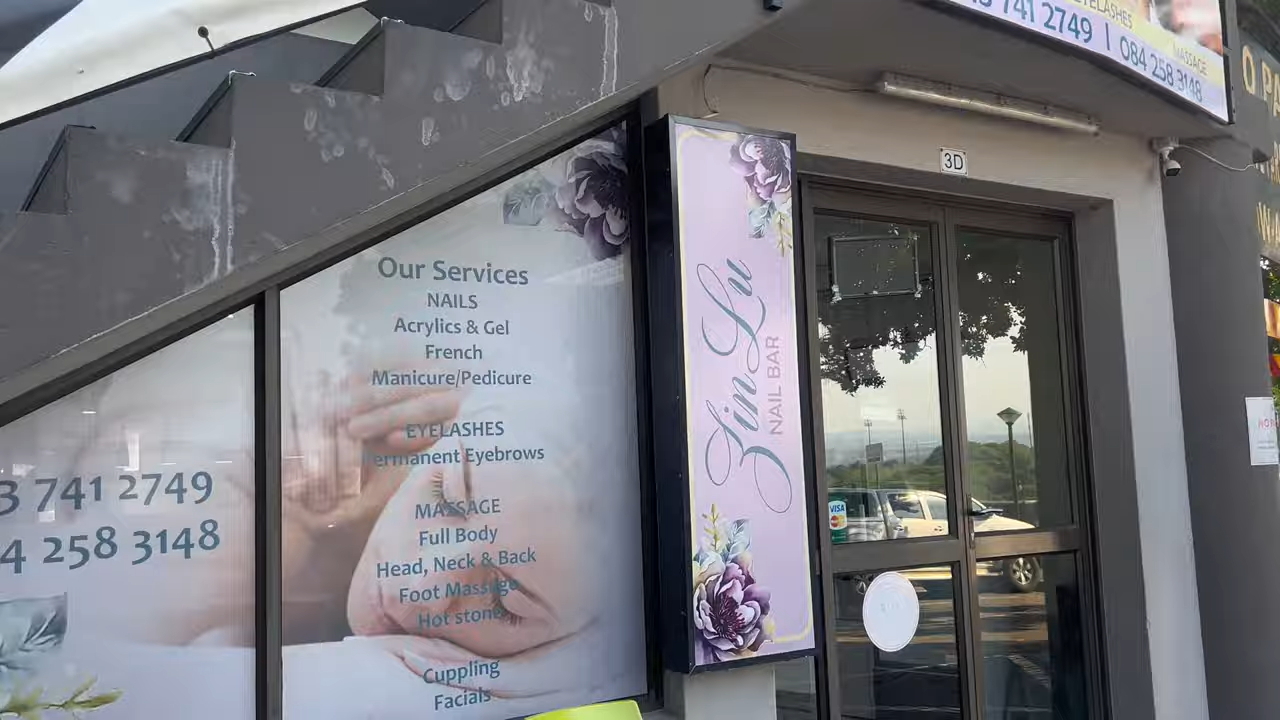 Our Services
NAILS
Acrylics & Gel
French
Manicure/Pedicure
EYELASHES
Permanent Eyebrows
MASSAGE
Full Body
Head, Neck & Back
Foot Massage
Hot stone
Cuppling
Facials
3 741 2749
4 258 3148
Zin Lu
NAIL BAR
EYELASHES
MASSAGE
3 741 2749 | 084 258 3148
3D
VISA